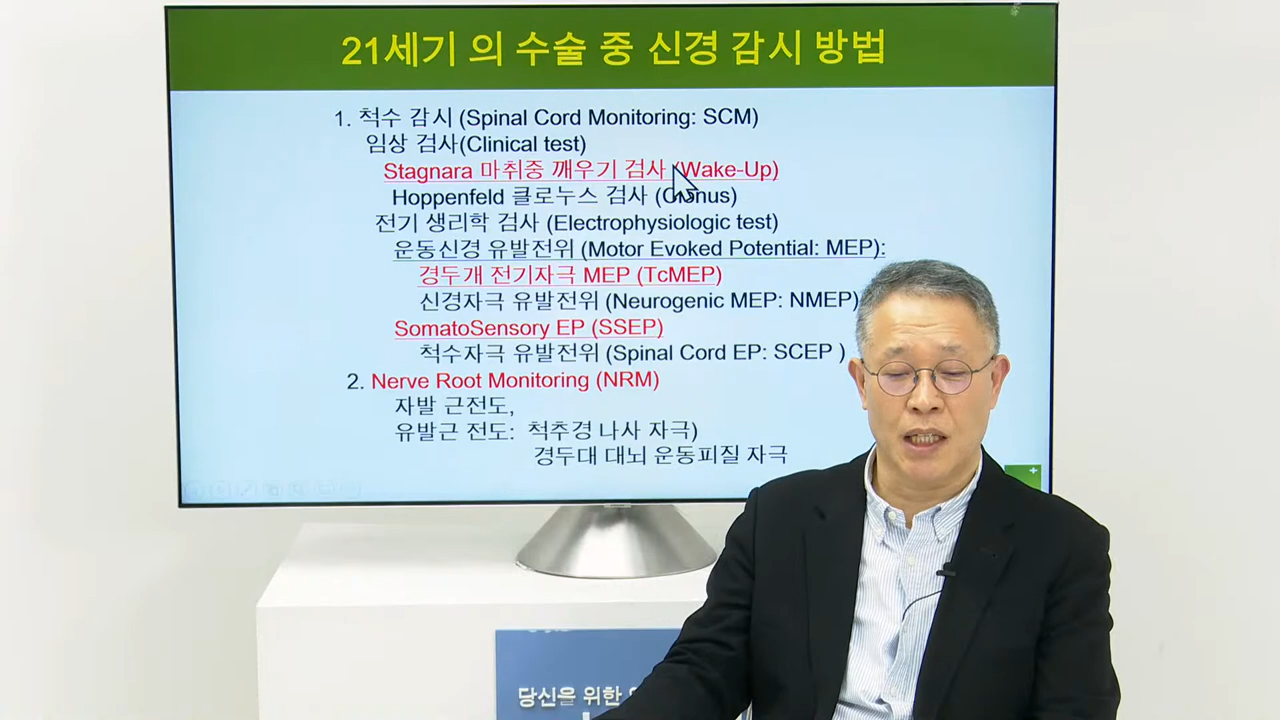 21세기 의 수술 중 신경 감시 방법
1. 척수 감시 (Spinal Cord Monitoring: SCM)
임상 검사(Clinical test)
Stagnara 마취중 깨우기 검사 (Wake-Up)
Hoppenfeld 클로누스 검사 (Clonus)
전기 생리학 검사 (Electrophysiologic test)
운동신경 유발전위 (Motor Evoked Potential: MEP):
경두개 전기자극 MEP (TcMEP)
신경자극 유발전위 (Neurogenic MEP: NMEP)
SomatoSensory EP (SSEP)
척수자극 유발전위 (Spinal Cord EP: SCEP )
2. Nerve Root Monitoring (NRM)
자발 근전도,
유발근 전도: 척추경 나사 자극)
경두대 대뇌 운동피질 자극
당신을 위한